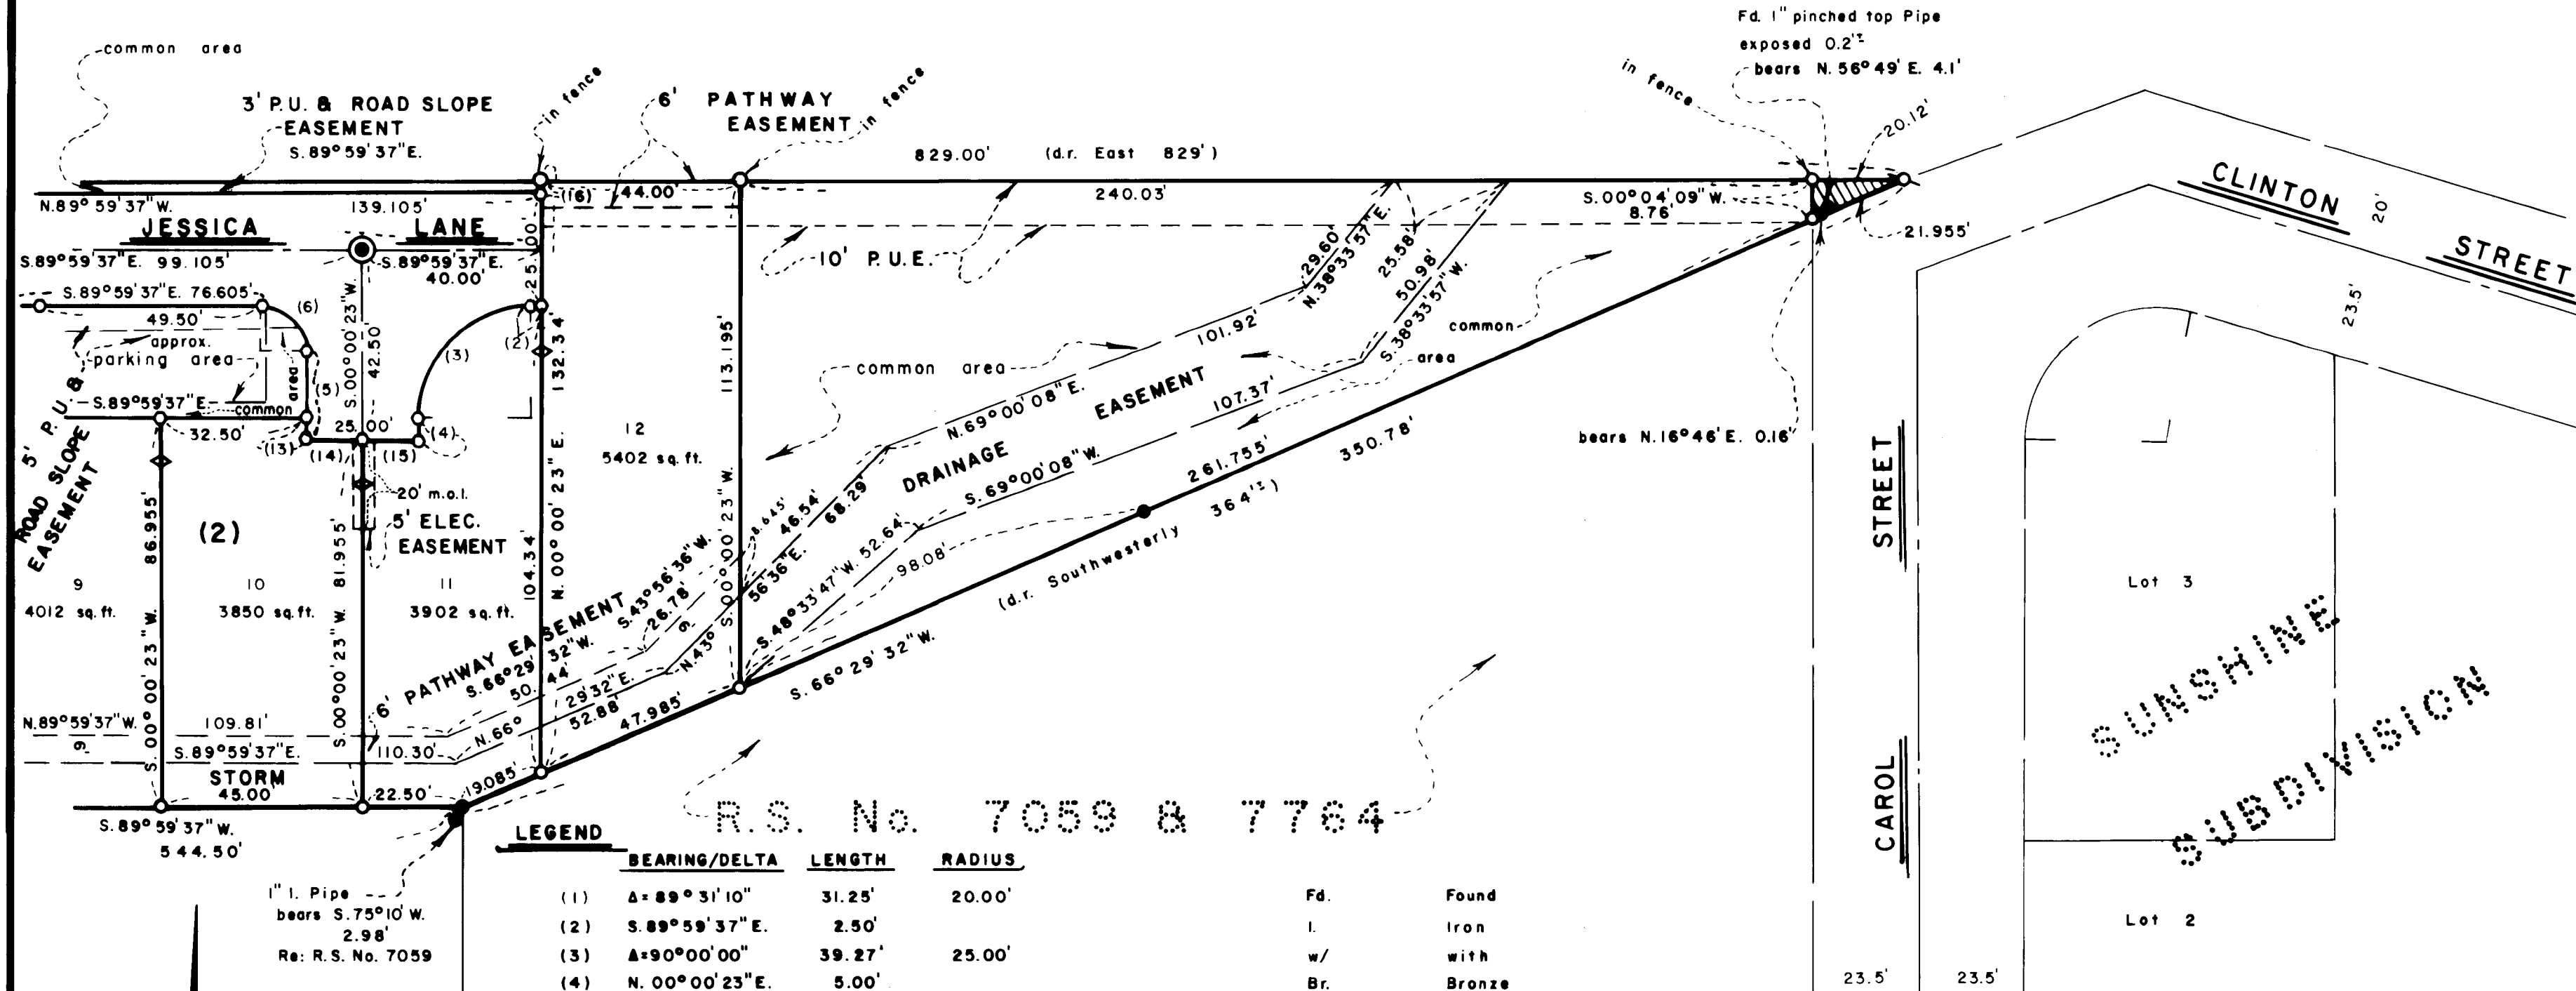 common area
3' P.U. & ROAD SLOPE
EASEMENT
S.89°59'37"E.
in fence
6' PATHWAY
EASEMENT
in fence
829.00' (d.r. East 829')
in fence
Fd. 1" pinched top Pipe
exposed 0.2'±
bears N.56°49'E. 4.1'
20.12'
CLINTON
STREET
20'
23.5'
N.89°59'37"W. 139.105'
(16)
44.00'
240.03'
S.00°04'09"W.
8.76'
21.955'
JESSICA LANE
S.89°59'37"E. 99.105'
S.89°59'37"E.
40.00'
25.00'
10' P.U.E.
29.60'
N.38°33'57"E.
25.58'
50.98'
S.38°33'57"W.
S.89°59'37"E. 76.605'
(6)
49.50'
approx.
parking area
S.00°00'23"W.
42.50'
(3)
(2)
132.34'
113.195'
101.92'
common
area
common area
(5)
area
S.89°59'37"E.
common
32.50'
(13)
25.00'
(14)
(15)
(4)
5' P.U. &
ROAD SLOPE
EASEMENT
N.69°00'08"E.
EASEMENT
107.37'
DRAINAGE
S.69°00'08"W.
261.755'
350.78'
364'±)
(d.r. Southwesterly
bears N.16°46'E. 0.16'
12
5402 sq.ft.
20' m.o.l.
5' ELEC.
EASEMENT
(2)
86.955'
81.955'
104.34'
N.00°00'23"E.
S.00°00'23"W.
8.645'
46.54'
68.29'
56'36"E.
N.43°
S.48°33'47"W. 52.64'
98.08'
9
4012 sq.ft.
10
3850 sq.ft.
11
3902 sq.ft.
S.00°00'23"W.
S.00°00'23"W.
6' PATHWAY EASEMENT
S.43°56'36"W.
26.78'
6'
S.66°29'32"W.
50.44'
N.66° 29'32"E.
52.88'
47.985'
S.66°29'32"W.
N.89°59'37"W. 109.81'
6'
S.89°59'37"E. 110.30'
STORM
45.00'
22.50'
19.085'
S.89°59'37"W.
544.50'
1" I. Pipe
bears S.75°10'W.
2.98'
Re: R.S. No. 7059
R.S. No. 7059 & 7764
STREET
CAROL
Lot 3
SUNSHINE
SUBDIVISION
Lot 2
23.5' 23.5'
LEGEND
BEARING/DELTA LENGTH RADIUS
(1) Δ=89°31'10" 31.25' 20.00'
(2) S.89°59'37"E. 2.50'
(3) Δ=90°00'00" 39.27' 25.00'
(4) N.00°00'23"E. 5.00'
Fd. Found
I. Iron
w/ with
Br. Bronze